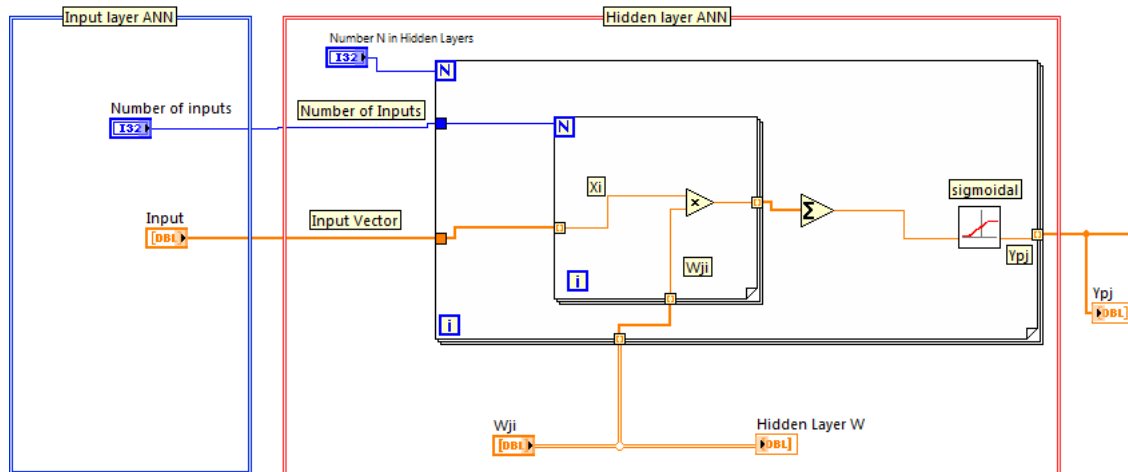 Input layer ANN
Hidden layer ANN
Number N in Hidden Layers
I32
N
Number of inputs
I32
Number of Inputs
N
Xi
x
Σ
sigmoidal
Input
[DBL]
Input Vector
Wji
Ypj
i
i
Ypj
DBL]
Wji
[DBL]
Hidden Layer W
DBL]